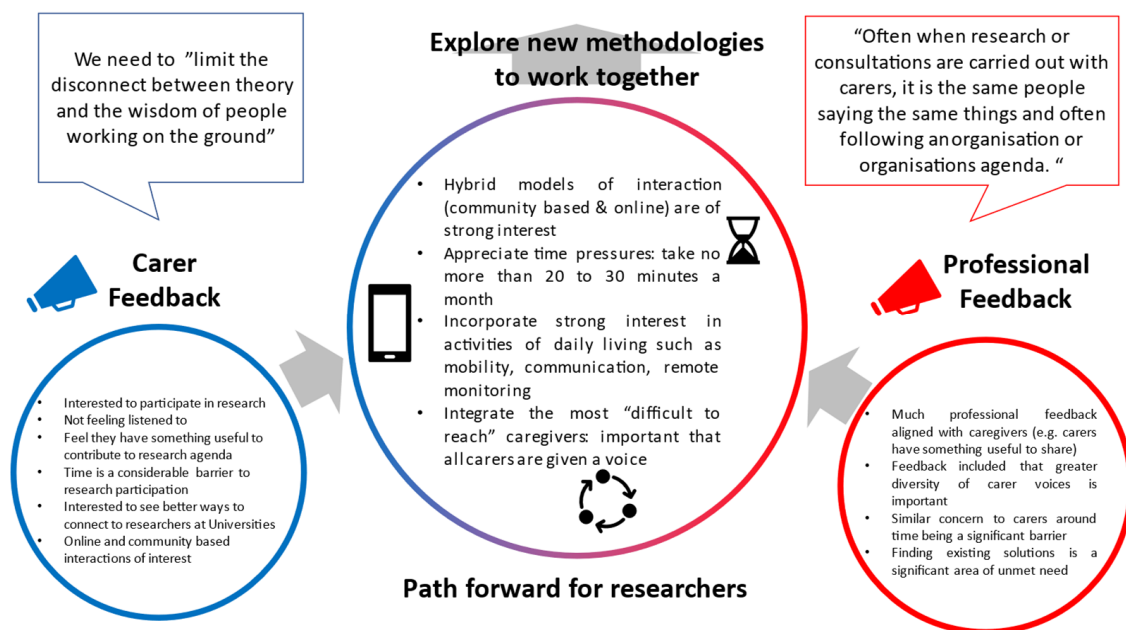 We need to ”limit the
disconnect between theory
and the wisdom of people
working on the ground”
Carer
Feedback
• Interested to participate in research
• Not feeling listened to
• Feel they have something useful to
contribute to research agenda
• Time is a considerable barrier to
research participation
• Interested to see better ways to
connect to researchers at Universities
• Online and community based
interactions of interest
Explore new methodologies
to work together
• Hybrid models of interaction
(community based & online) are of
strong interest
• Appreciate time pressures: take no
more than 20 to 30 minutes a
month
• Incorporate strong interest in
activities of daily living such as
mobility, communication, remote
monitoring
• Integrate the most “difficult to
reach” caregivers: important that
all carers are given a voice
Path forward for researchers
“Often when research or
consultations are carried out with
carers, it is the same people
saying the same things and often
following an organisation or
organisations agenda. “
Professional
Feedback
• Much professional feedback
aligned with caregivers (e.g. carers
have something useful to share)
• Feedback included that greater
diversity of carer voices is
important
• Similar concern to carers around
time being a significant barrier
• Finding existing solutions is a
significant area of unmet need